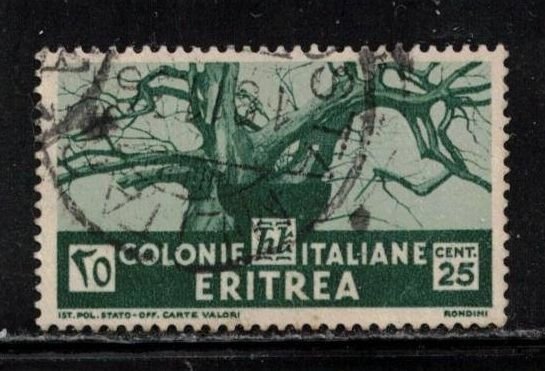 ٢٥ COLONIE ITALIANE CENT. 25
ERITREA
IST. POL. STATO-OFF. CARTE VALORI RONDINI